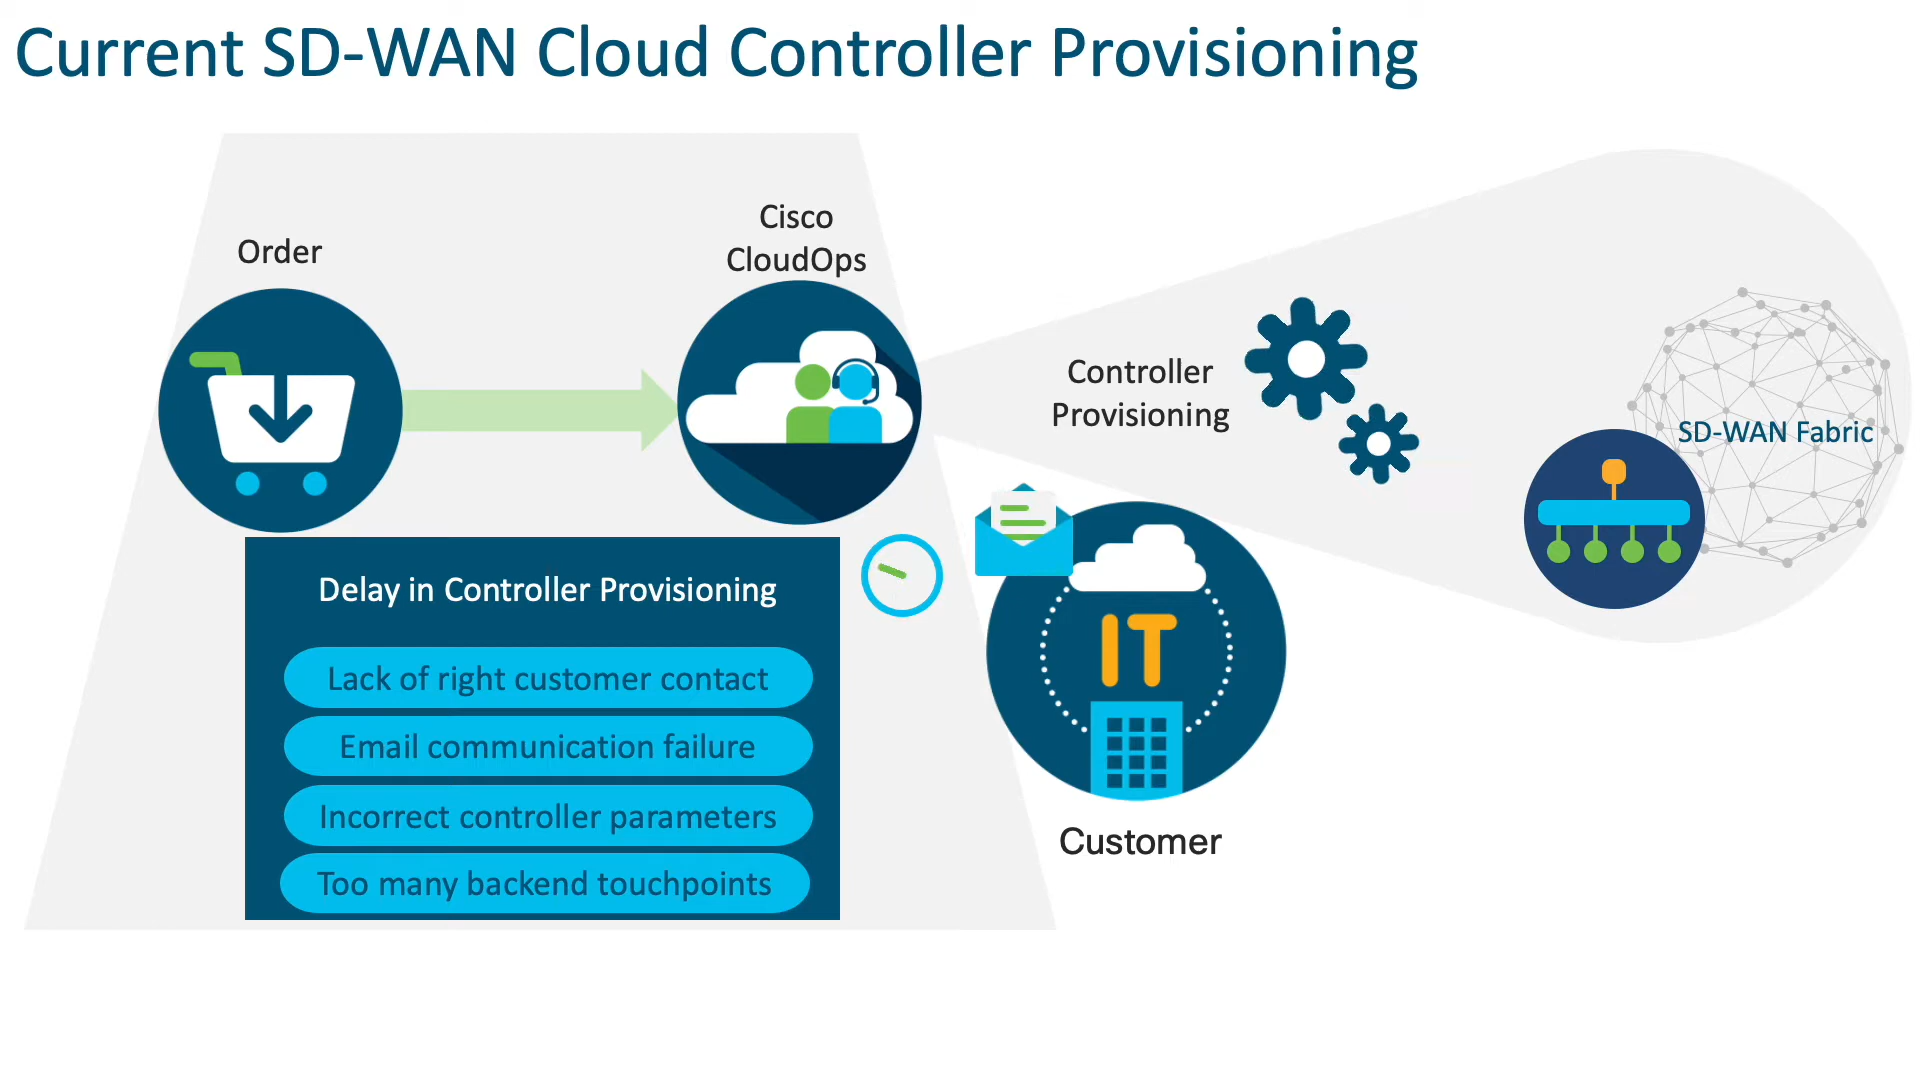 Current SD-WAN Cloud Controller Provisioning
Order
Cisco
CloudOps
Controller
Provisioning
SD-WAN Fabric
Delay in Controller Provisioning
Lack of right customer contact
Email communication failure
Incorrect controller parameters
Too many backend touchpoints
IT
Customer